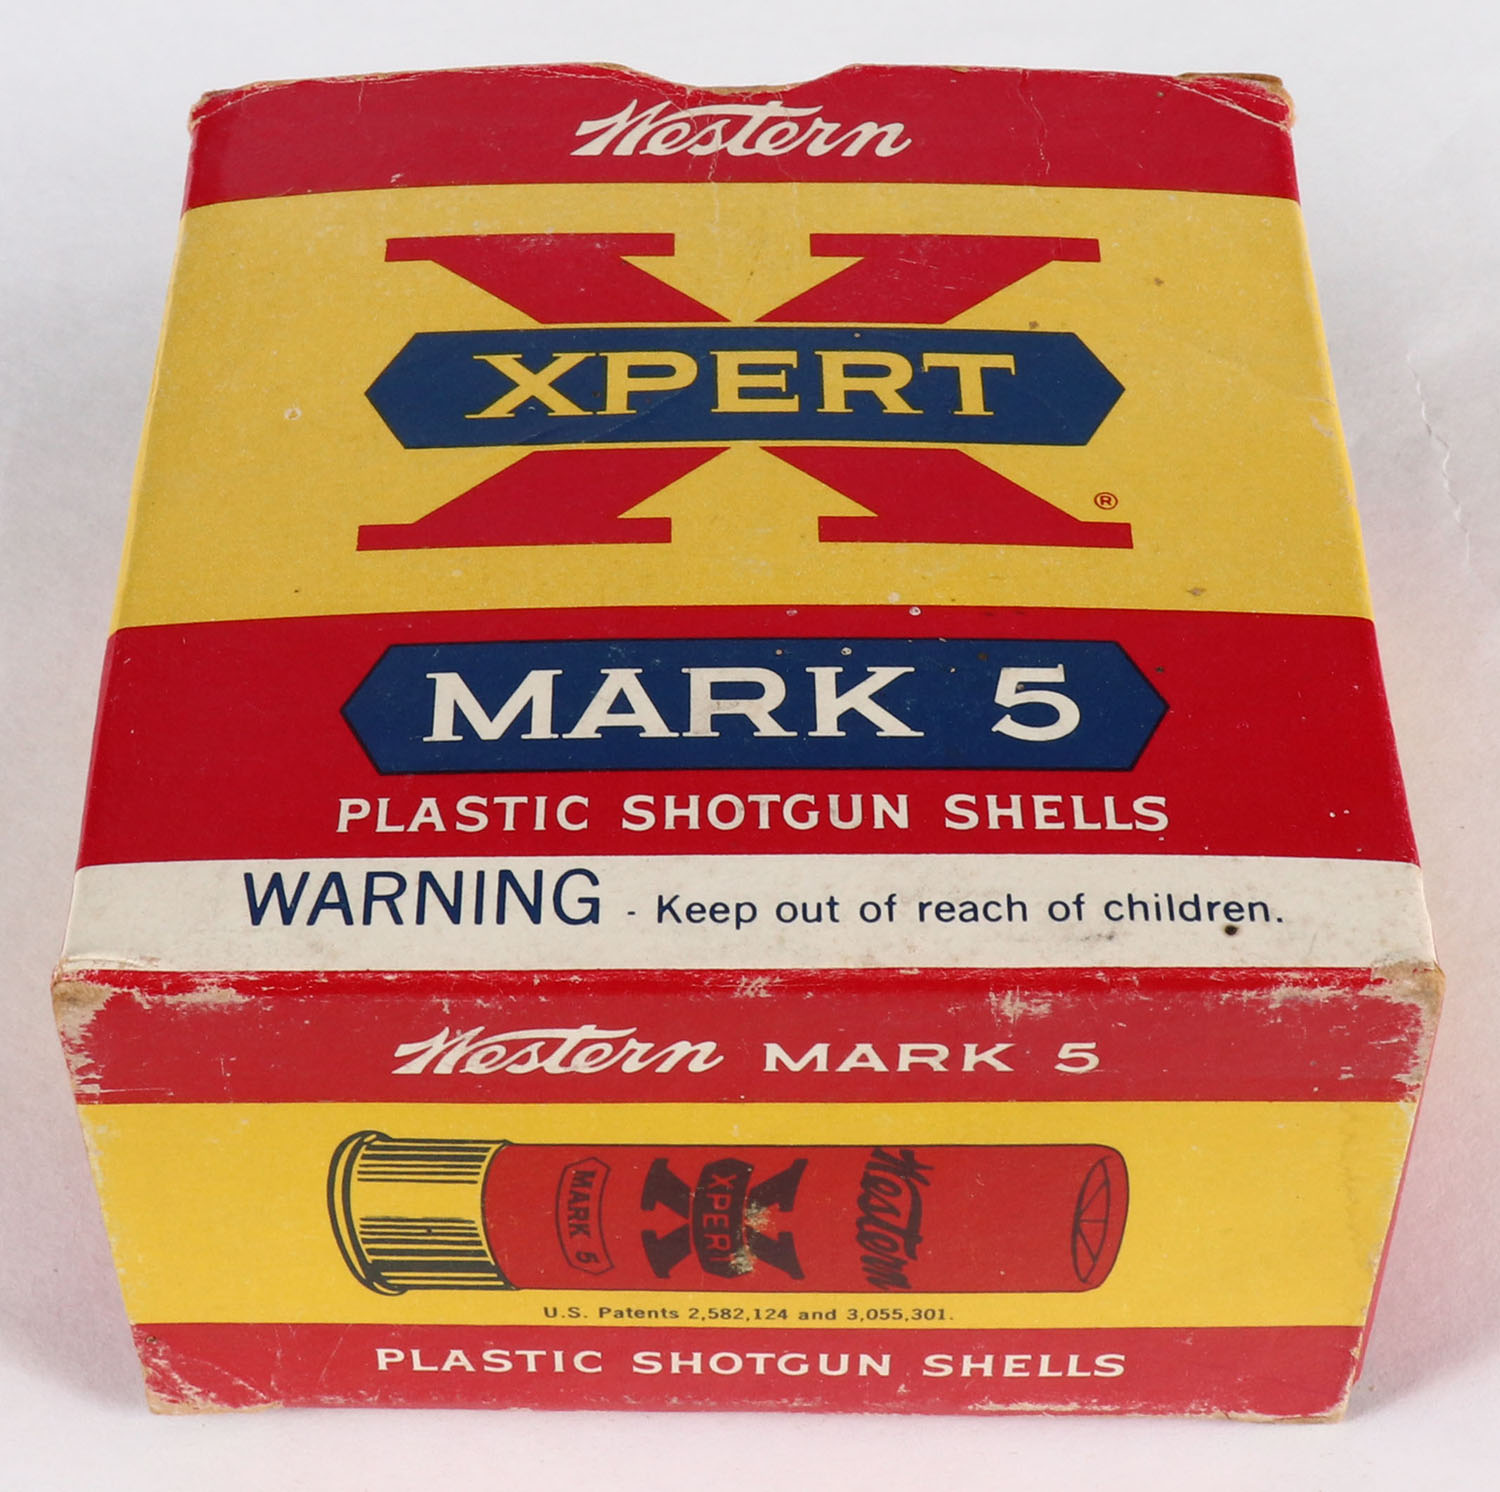 Western
XPERT
®
MARK 5
PLASTIC SHOTGUN SHELLS
WARNING - Keep out of reach of children.
Western MARK 5
MARK 5
XPERT
Western
U.S. Patents 2,582,124 and 3,055,301.
PLASTIC SHOTGUN SHELLS